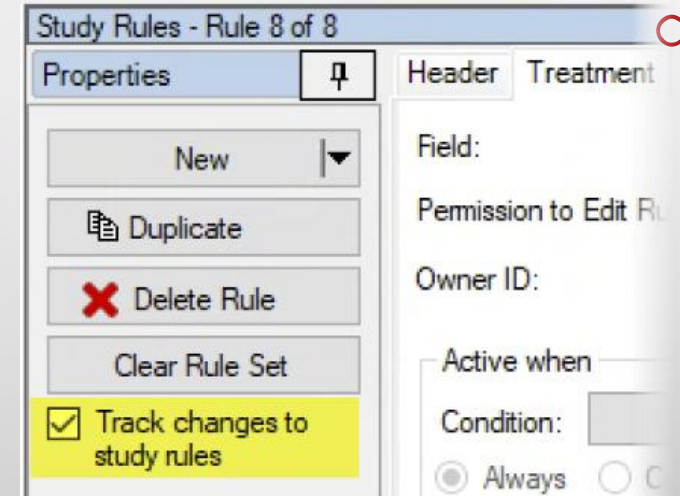 Study Rules - Rule 8 of 8
Properties
Header Treatment
New
Duplicate
Delete Rule
Clear Rule Set
Track changes to
study rules
Field:
Permission to Edit
Owner ID:
Active when
Condition:
Always